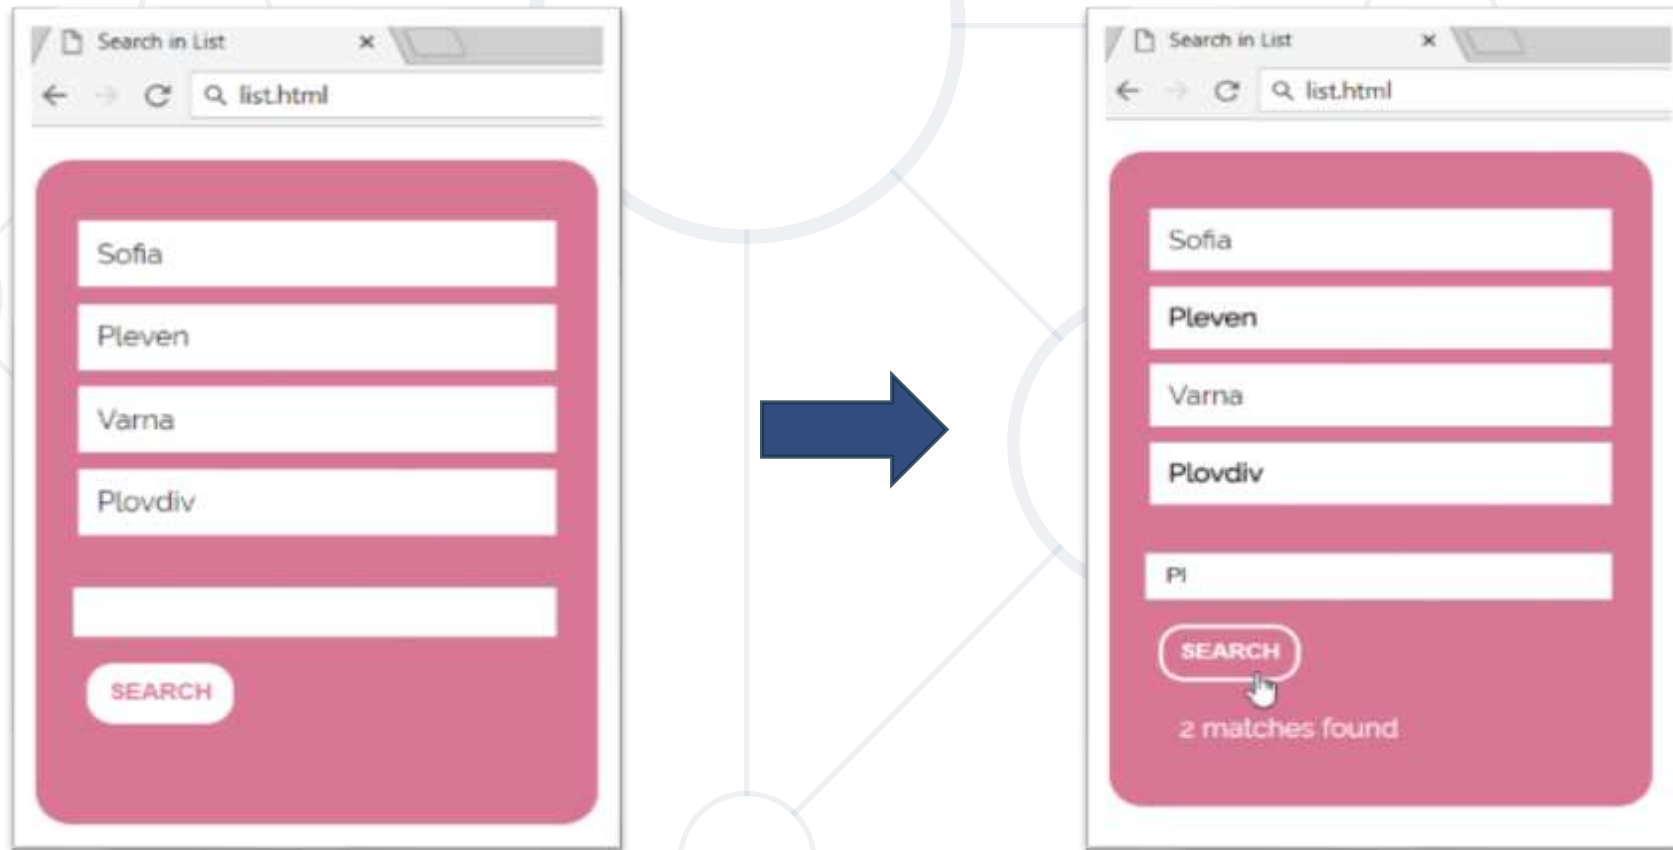 Search in List
list.html
Sofia
Pleven
Varna
Plovdiv
SEARCH
Search in List
list.html
Sofia
Pleven
Varna
Plovdiv
Pl
SEARCH
2 matches found